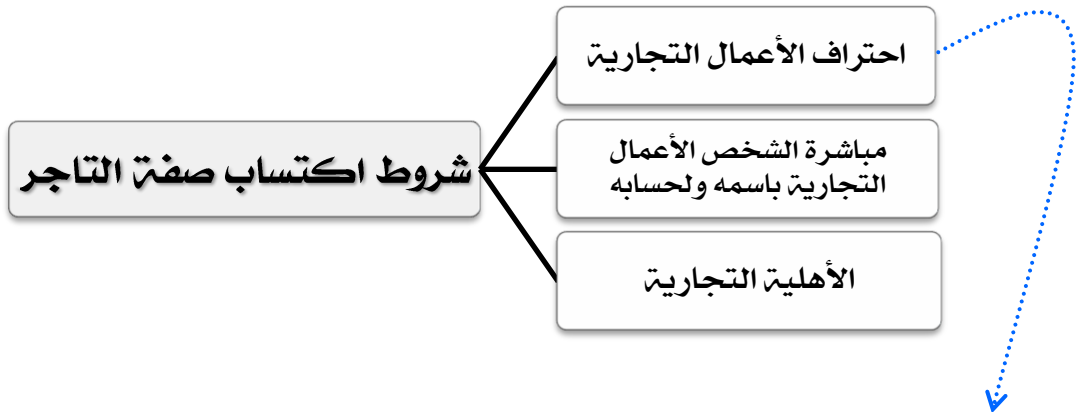 شروط اكتساب صفة التاجر
احتراف الأعمال التجارية
مباشرة الشخص الأعمال
التجارية باسمه ولحسابه
الأهلية التجارية